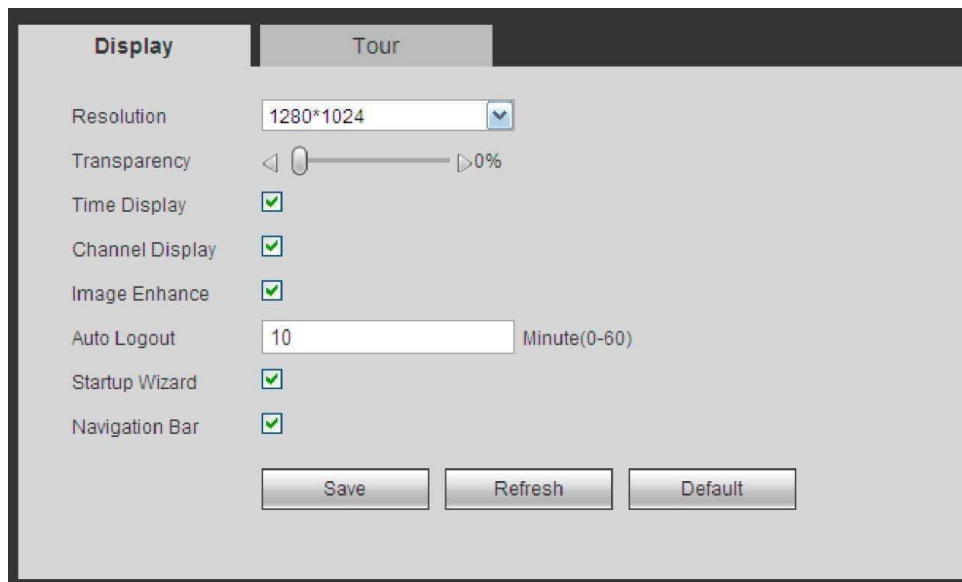 Display Tour
Resolution 1280*1024
Transparency 0%
Time Display
Channel Display
Image Enhance
Auto Logout 10 Minute(0-60)
Startup Wizard
Navigation Bar
Save Refresh Default